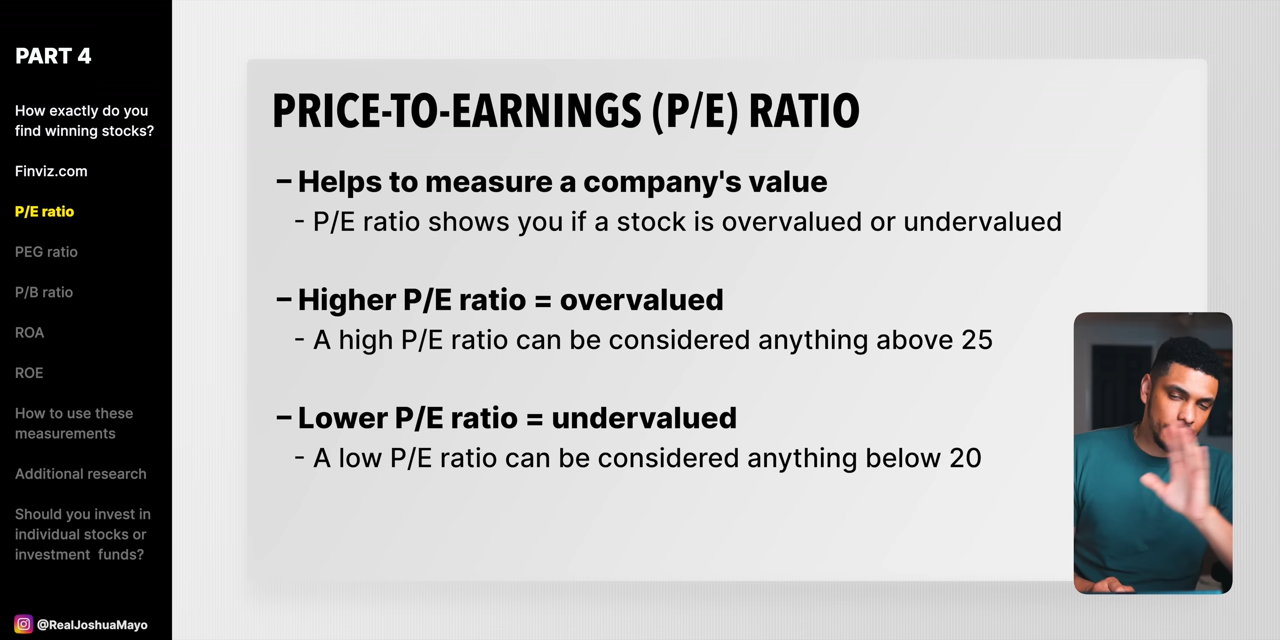 PART 4
How exactly do you
find winning stocks?
Finviz.com
P/E ratio
PEG ratio
P/B ratio
ROA
ROE
How to use these
measurements
Additional research
Should you invest in
individual stocks or
investment  funds?
@RealJoshuaMayo
PRICE-TO-EARNINGS (P/E) RATIO
– Helps to measure a company's value
- P/E ratio shows you if a stock is overvalued or undervalued
– Higher P/E ratio = overvalued
- A high P/E ratio can be considered anything above 25
– Lower P/E ratio = undervalued
- A low P/E ratio can be considered anything below 20